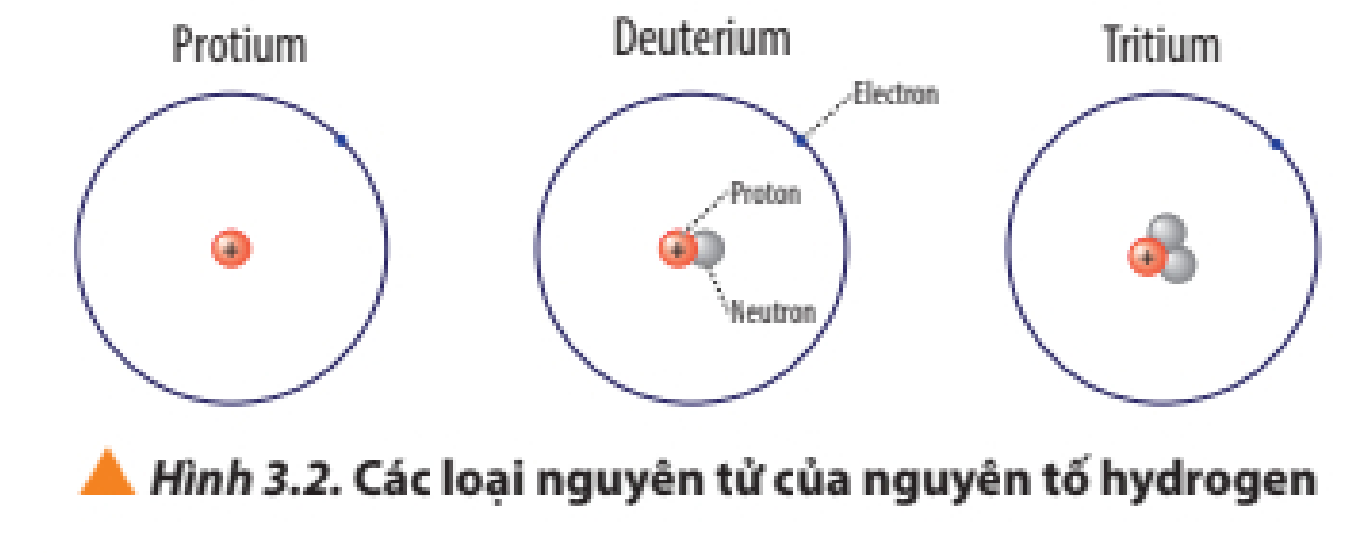 Protium
Deuterium
Tritium
Electron
Proton
Neutron
+
+
+
Hình 3.2. Các loại nguyên tử của nguyên tố hydrogen